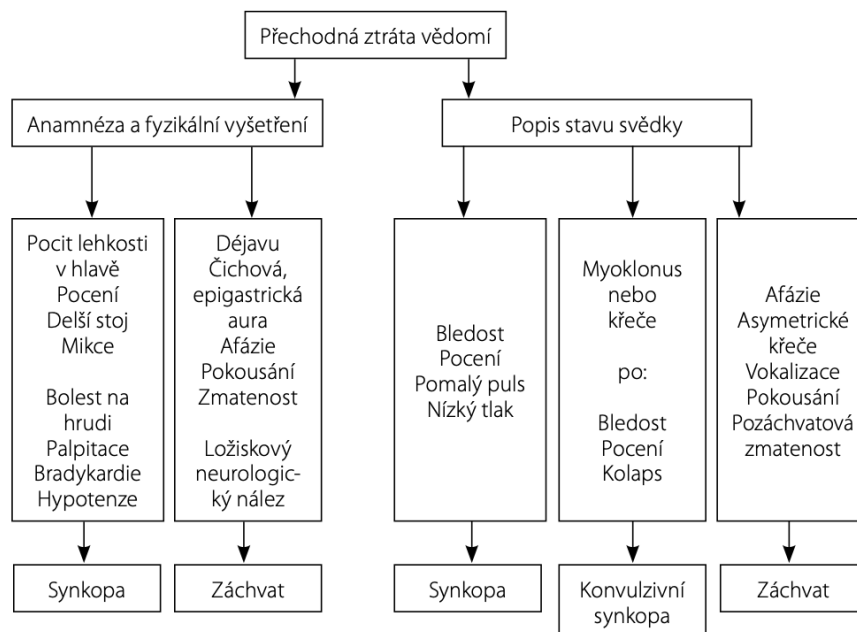 Přechodná ztráta vědomí
Anamnéza a fyzikální vyšetření
Popis stavu svědky
Pocit lehkosti
v hlavě
Pocení
Delší stoj
Mikce
Bolest na
hrudi
Palpitace
Bradykardie
Hypotenze
Déjavu
Čichová,
epigastrická
aura
Afázie
Pokousání
Zmatenost
Ložiskový
neurologic-
ký nález
Bledost
Pocení
Pomalý puls
Nízký tlak
Myoklonus
nebo
křeče
po:
Bledost
Pocení
Kolaps
Afázie
Asymetrické
křeče
Vokalizace
Pokousání
Pozáchvatová
zmatenost
Synkopa
Záchvat
Synkopa
Konvulzivní
synkopa
Záchvat